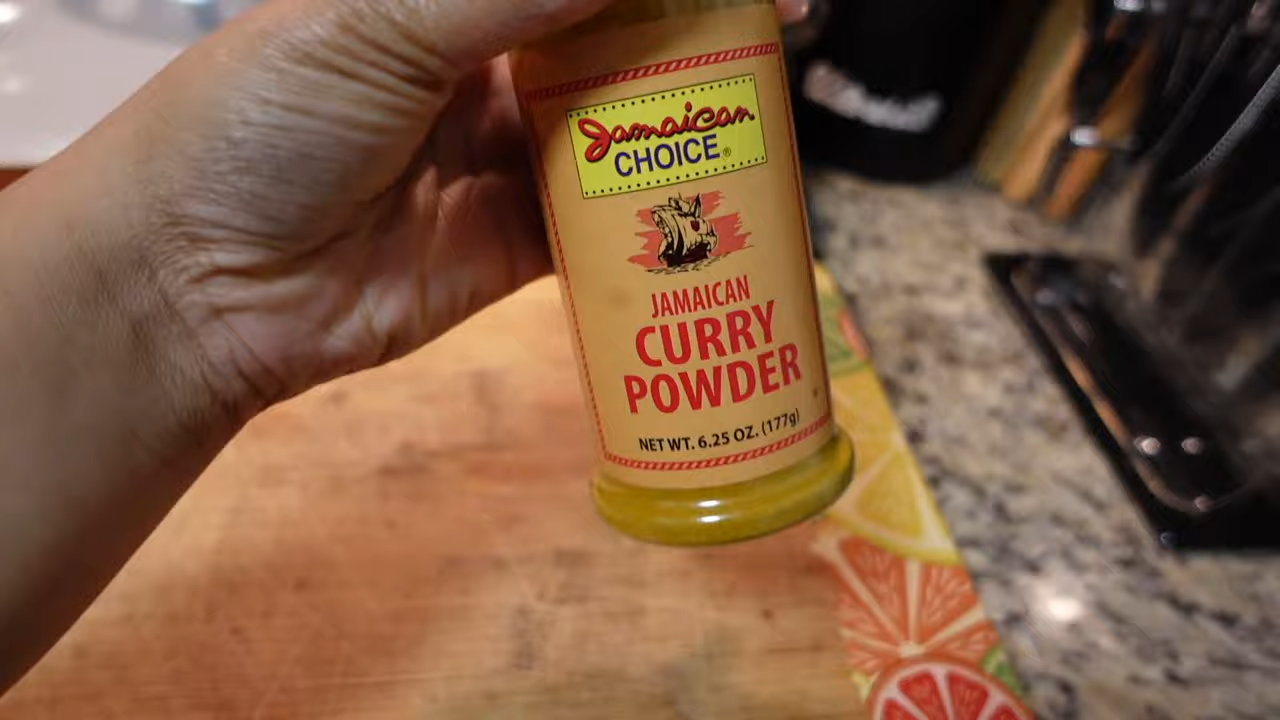 Jamaican
CHOICE®
JAMAICAN
CURRY
POWDER
NET WT. 6.25 OZ. (177g)